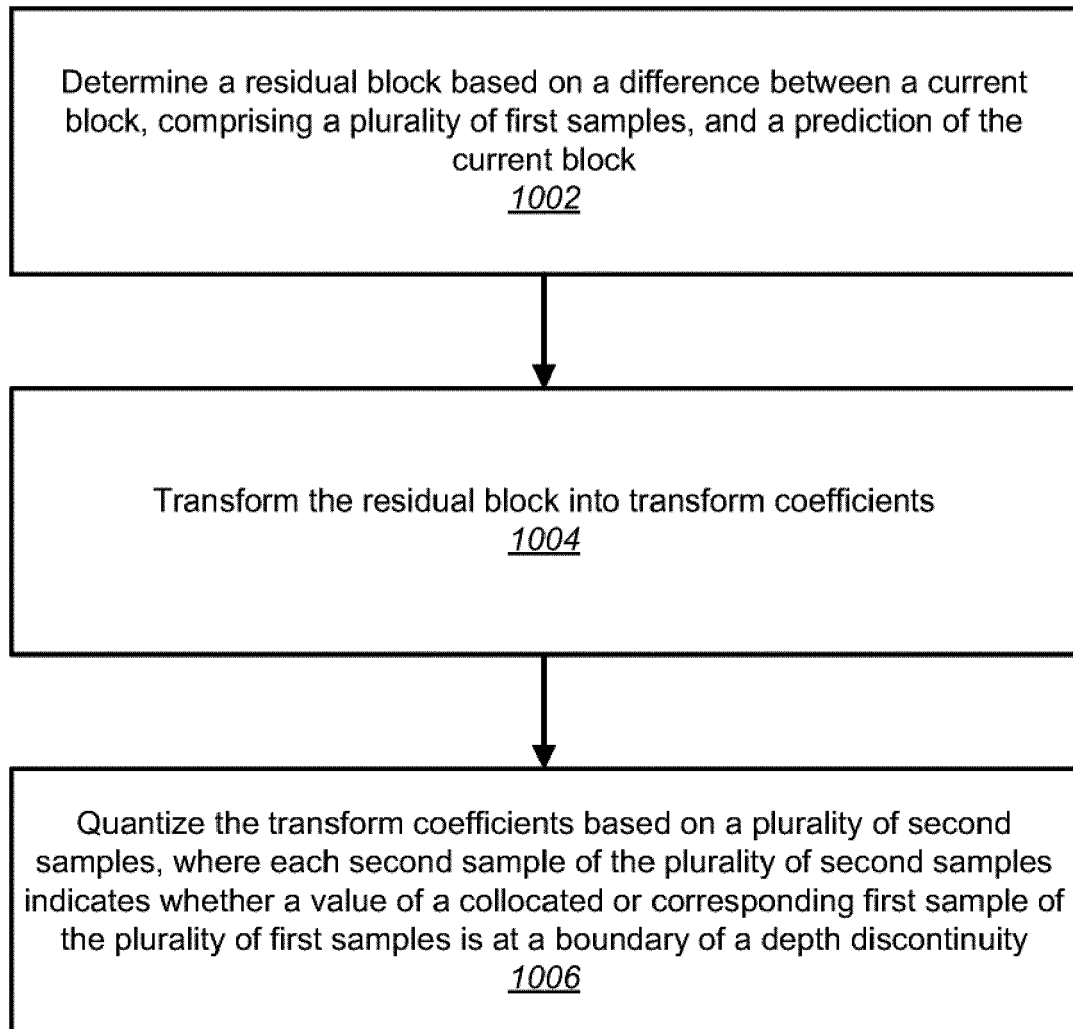 Determine a residual block based on a difference between a current
block, comprising a plurality of first samples, and a prediction of the
current block
1002
Transform the residual block into transform coefficients
1004
Quantize the transform coefficients based on a plurality of second
samples, where each second sample of the plurality of second samples
indicates whether a value of a collocated or corresponding first sample of
the plurality of first samples is at a boundary of a depth discontinuity
1006